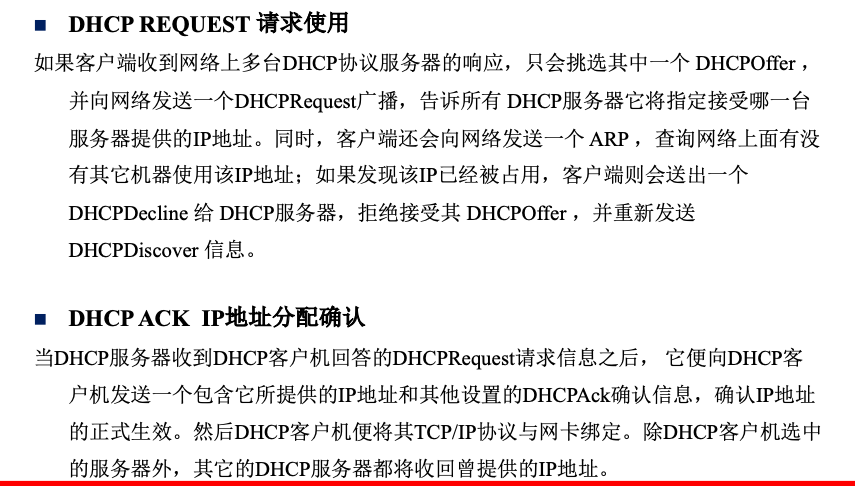 DHCP REQUEST 请求使用
如果客户端收到网络上多台DHCP协议服务器的响应，只会挑选其中一个 DHCPOffer ，
并向网络发送一个DHCPRequest广播，告诉所有 DHCP服务器它将指定接受哪一台
服务器提供的IP地址。同时，客户端还会向网络发送一个 ARP ，查询网络上面有没
有其它机器使用该IP地址；如果发现该IP已经被占用，客户端则会送出一个
DHCPDecline 给 DHCP服务器，拒绝接受其 DHCPOffer ，并重新发送
DHCPDiscover 信息。
DHCP ACK IP地址分配确认
当DHCP服务器收到DHCP客户机回答的DHCPRequest请求信息之后， 它便向DHCP客
户机发送一个包含它所提供的IP地址和其他设置的DHCPAck确认信息，确认IP地址
的正式生效。然后DHCP客户机便将其TCP/IP协议与网卡绑定。除DHCP客户机选中
的服务器外，其它的DHCP服务器都将收回曾提供的IP地址。